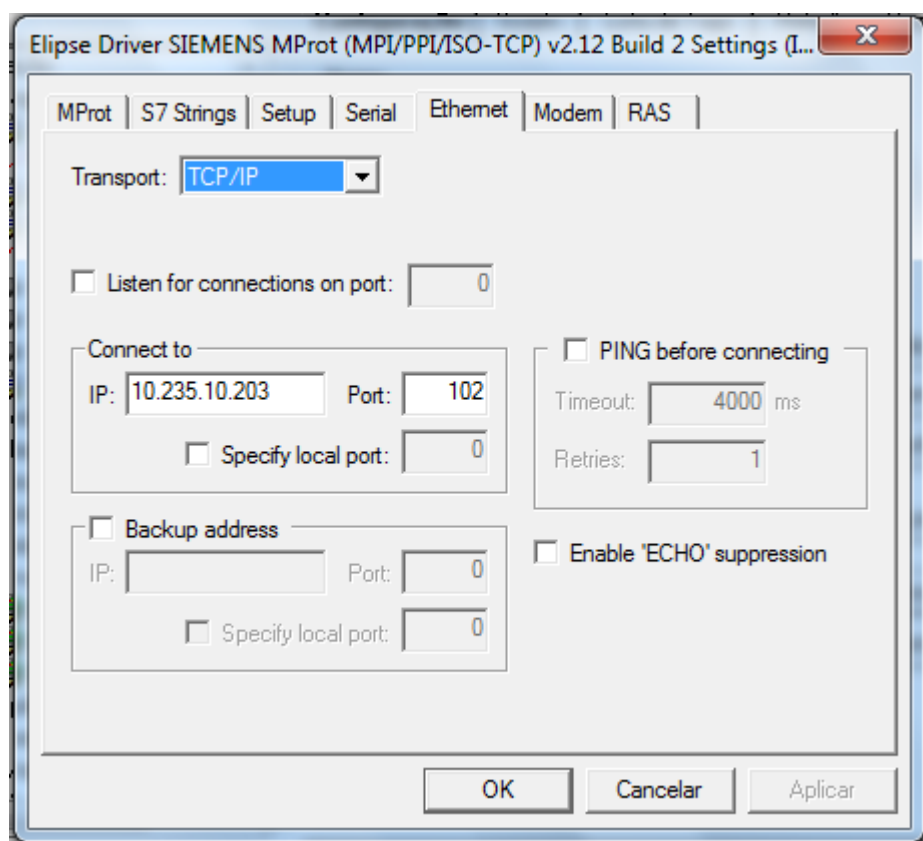 Elipse Driver SIEMENS MProt (MPI/PPI/ISO-TCP) v2.12 Build 2 Settings (I...
MProt S7 Strings Setup Serial Ethernet Modem RAS
Transport: TCP/IP
Listen for connections on port: 0
Connect to
IP: 10.235.10.203 Port: 102
Specify local port: 0
PING before connecting
Timeout: 4000 ms
Retries: 1
Backup address
IP: Port: 0
Specify local port: 0
Enable 'ECHO' suppression
OK Cancelar Aplicar